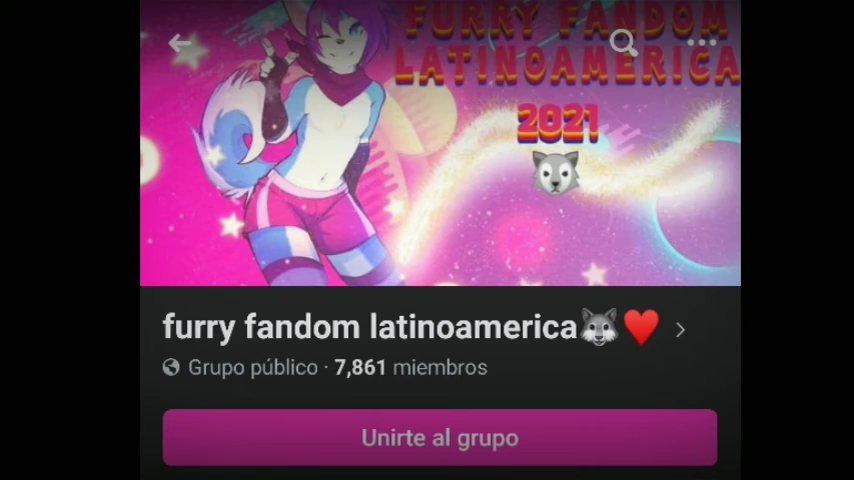 FURRY FANDOM
LATINOAMERICA
2021
furry fandom latinoamerica🐺❤️
Grupo público · 7,861 miembros
Unirte al grupo